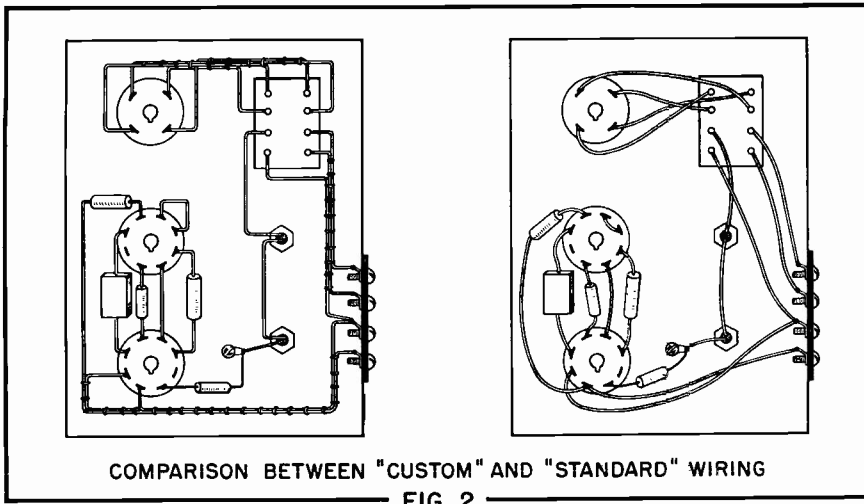 COMPARISON BETWEEN "CUSTOM" AND "STANDARD" WIRING
FIG. 2